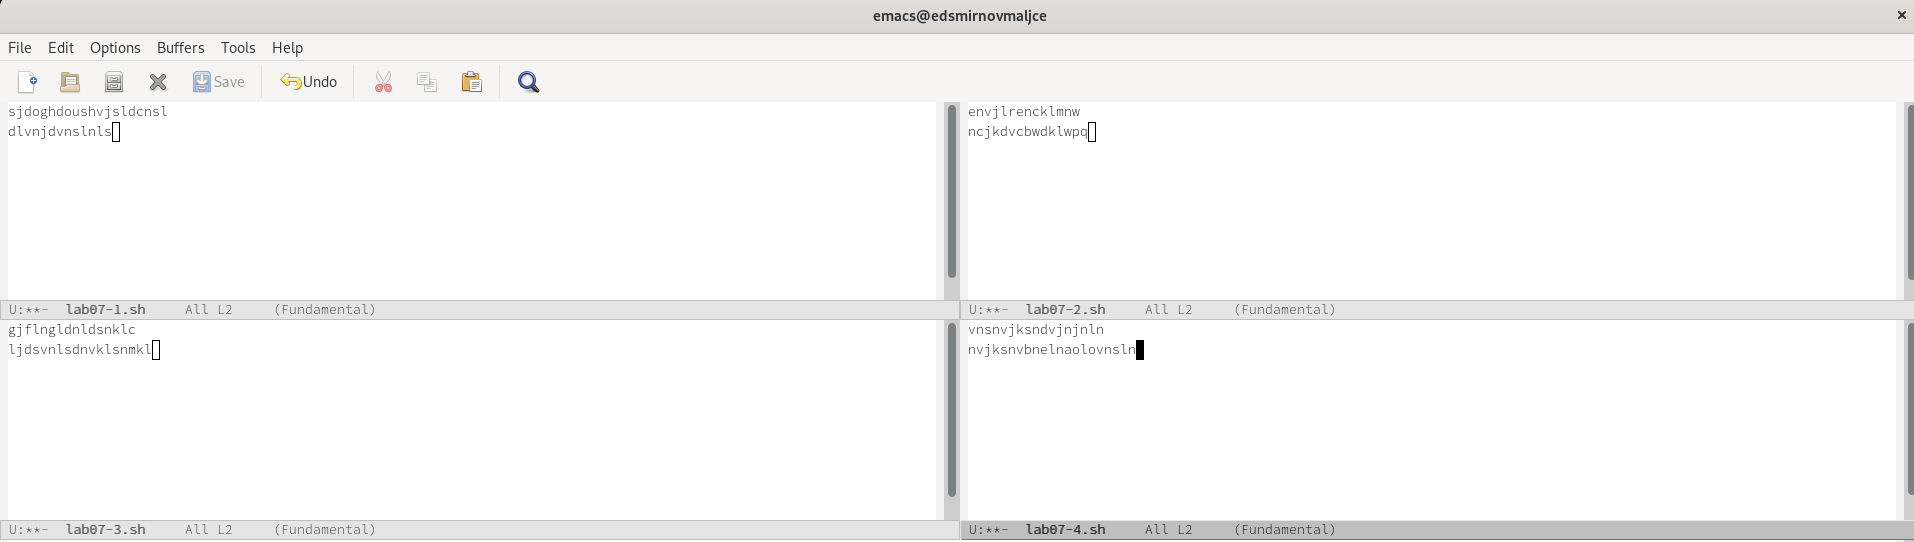 emacs@edsmirnovmaljce
File Edit Options Buffers Tools Help
Save Undo
sjdoghdoushvjsldcnsl
dlvnjdvnslnls
U:**-  lab07-1.sh     All L2     (Fundamental)
envjlrencklmnw
ncjkdvcbwdklwpq
U:**-  lab07-2.sh     All L2     (Fundamental)
gjflngldnldsnklc
ljdsvnlsdnvklsnmkl
U:**-  lab07-3.sh     All L2     (Fundamental)
vnsnvjksndvjnjnln
nvjksnvbnelnaolovnsln
U:**-  lab07-4.sh     All L2     (Fundamental)